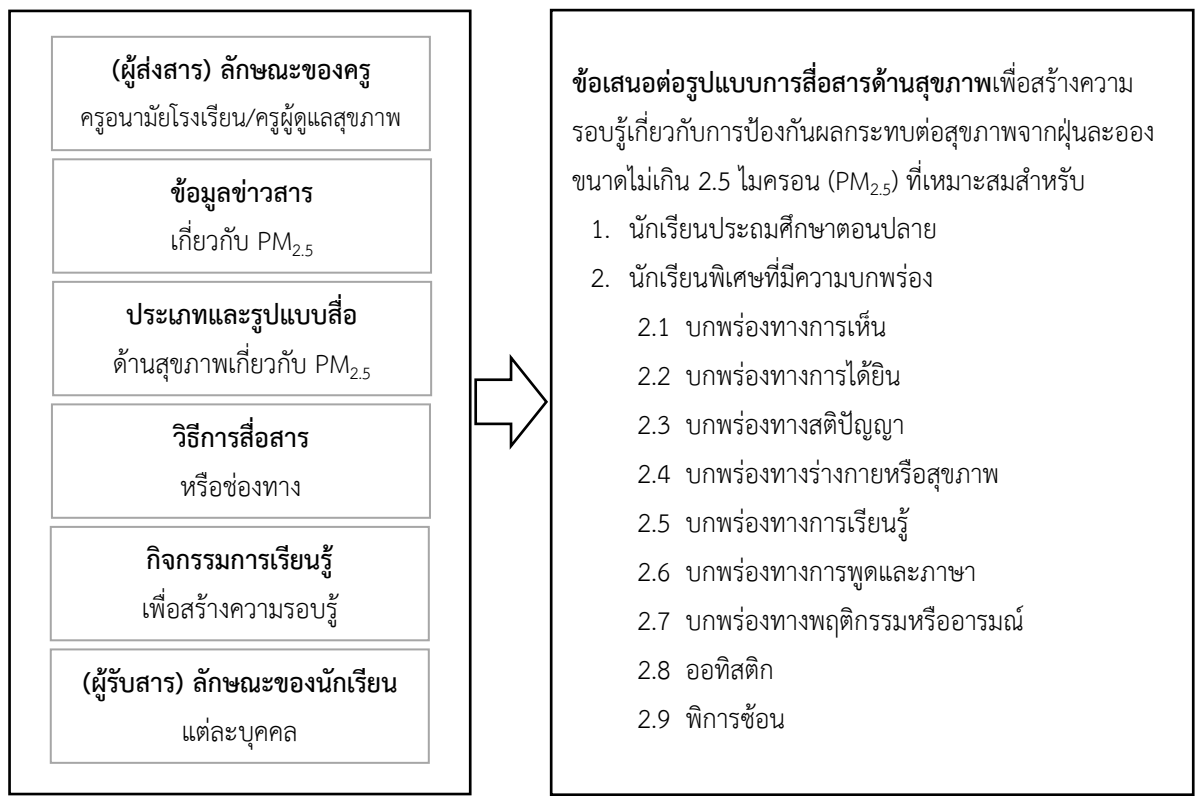 (ผู้ส่งสาร) ลักษณะของครู
ครูอนามัยโรงเรียน/ครูผู้ดูแลสุขภาพ
ข้อมูลข่าวสาร
เกี่ยวกับ PM2.5
ประเภทและรูปแบบสื่อ
ด้านสุขภาพเกี่ยวกับ PM2.5
วิธีการสื่อสาร
หรือช่องทาง
กิจกรรมการเรียนรู้
เพื่อสร้างความรอบรู้
(ผู้รับสาร) ลักษณะของนักเรียน
แต่ละบุคคล
ข้อเสนอต่อรูปแบบการสื่อสารด้านสุขภาพเพื่อสร้างความ
รอบรู้เกี่ยวกับการป้องกันผลกระทบต่อสุขภาพจากฝุ่นละออง
ขนาดไม่เกิน 2.5 ไมครอน (PM2.5) ที่เหมาะสมสำหรับ
1. นักเรียนประถมศึกษาตอนปลาย
2. นักเรียนพิเศษที่มีความบกพร่อง
2.1 บกพร่องทางการเห็น
2.2 บกพร่องทางการได้ยิน
2.3 บกพร่องทางสติปัญญา
2.4 บกพร่องทางร่างกายหรือสุขภาพ
2.5 บกพร่องทางการเรียนรู้
2.6 บกพร่องทางการพูดและภาษา
2.7 บกพร่องทางพฤติกรรมหรืออารมณ์
2.8 ออทิสติก
2.9 พิการซ้อน